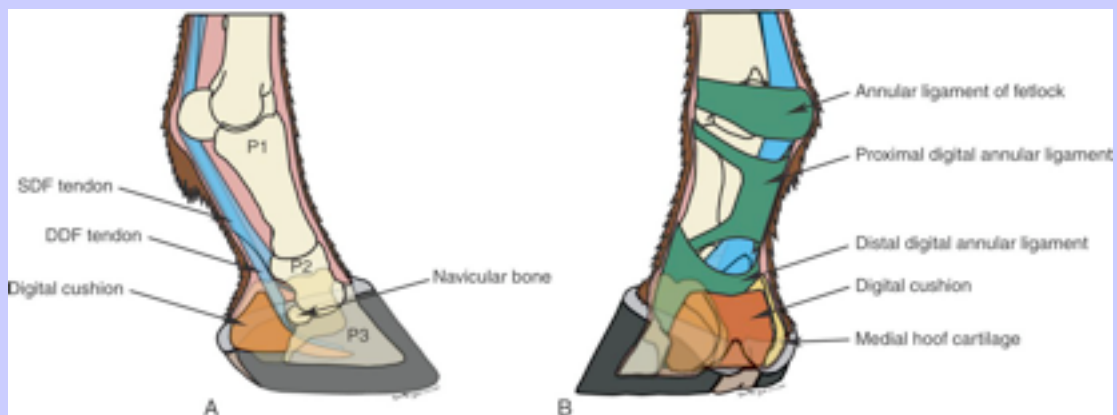 P1
SDF tendon
DDF tendon
P2
Digital cushion
Navicular bone
P3
A
Annular ligament of fetlock
Proximal digital annular ligament
Distal digital annular ligament
Digital cushion
Medial hoof cartilage
B